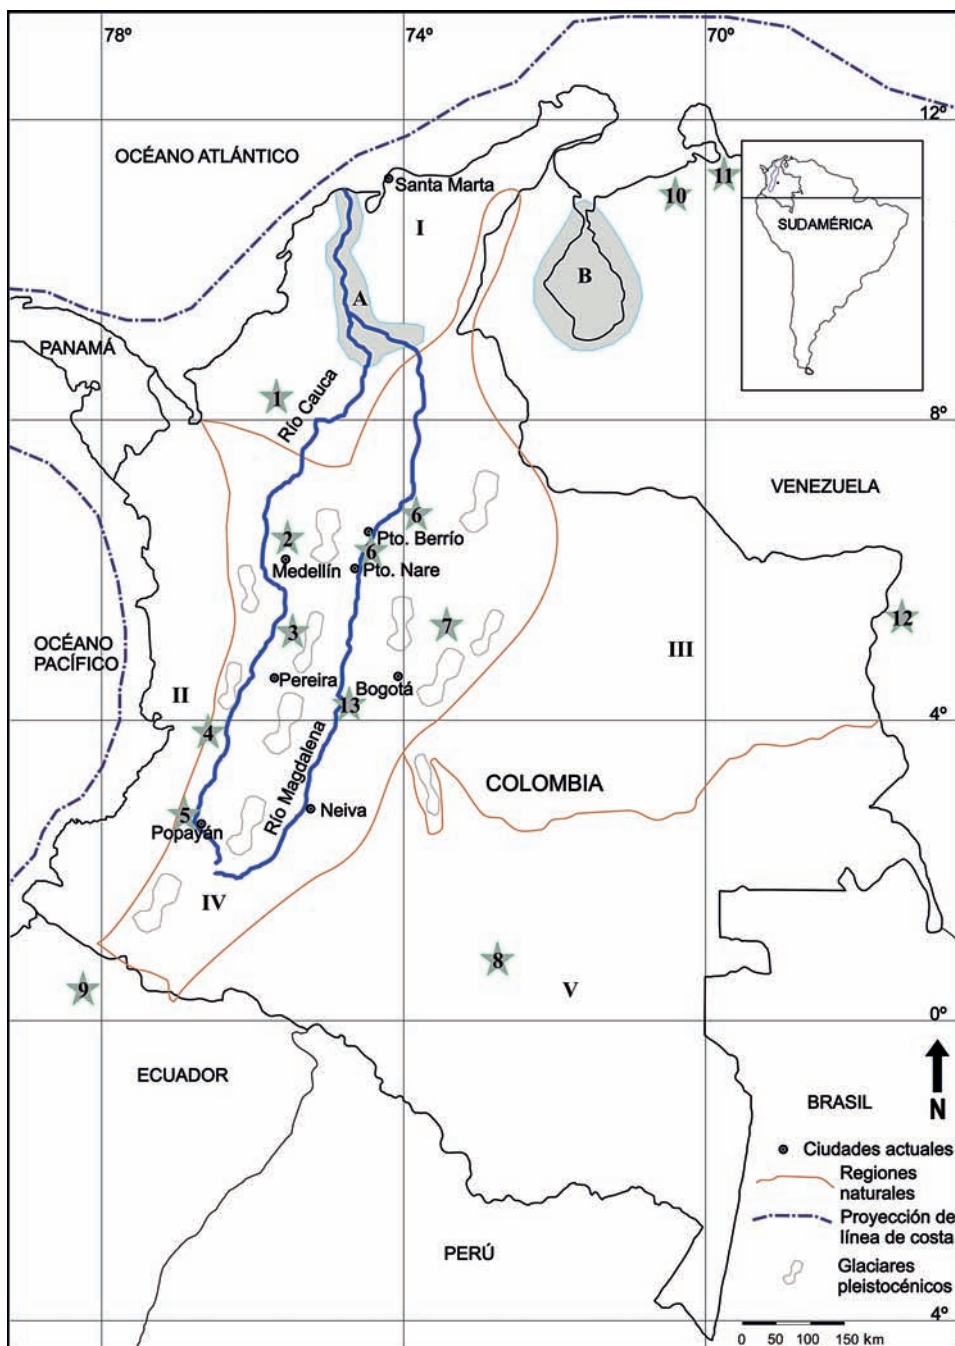 78º
74º
70º
12º
OCÉANO ATLÁNTICO
Santa Marta
11
10
I
SUDAMÉRICA
B
A
PANAMÁ
1
Río Cauca
8º
VENEZUELA
6
2
Pto. Berrío
6
Medellín
Pto. Nare
12
3
7
OCÉANO
PACÍFICO
III
Pereira
Bogotá
II
13
4º
4
Río Magdalena
COLOMBIA
5
Neiva
Popayán
IV
8
V
9
0º
ECUADOR
N
BRASIL
Ciudades actuales
Regiones
naturales
Proyección de
línea de costa
PERÚ
Glaciares
pleistocénicos
4º
0 50 100 150 km